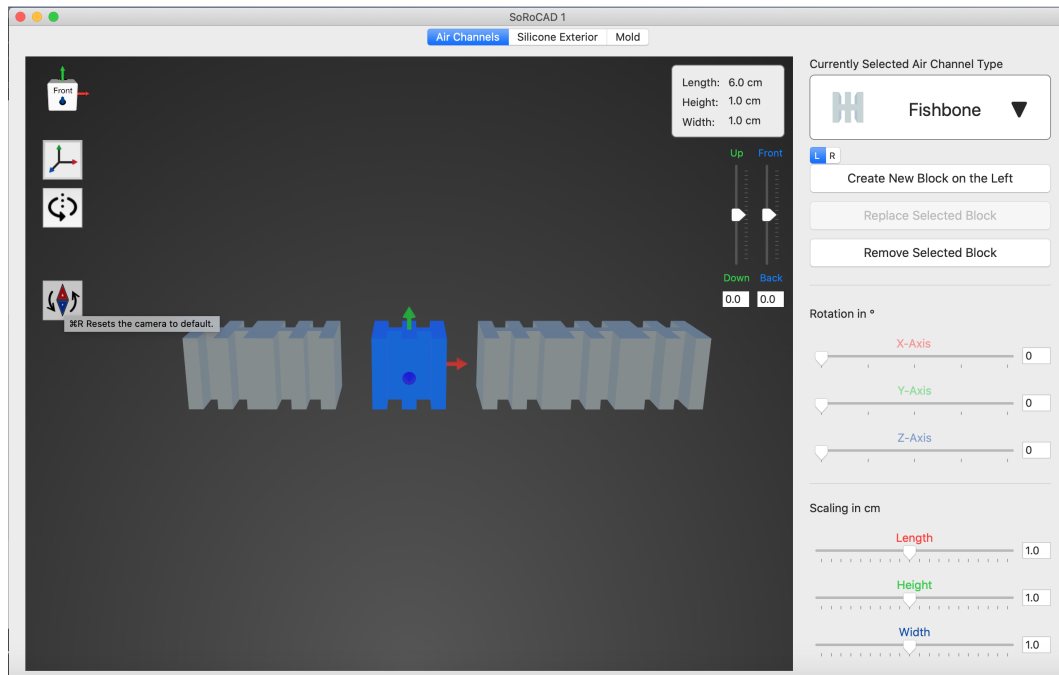 SoRoCAD 1
Air Channels Silicone Exterior Mold
Front
Length: 6.0 cm
Height: 1.0 cm
Width: 1.0 cm
Up Front
Down Back
0.0 0.0
⌘R Resets the camera to default.
Currently Selected Air Channel Type
Fishbone
L R
Create New Block on the Left
Replace Selected Block
Remove Selected Block
Rotation in °
X-Axis
0
Y-Axis
0
Z-Axis
0
Scaling in cm
Length
1.0
Height
1.0
Width
1.0